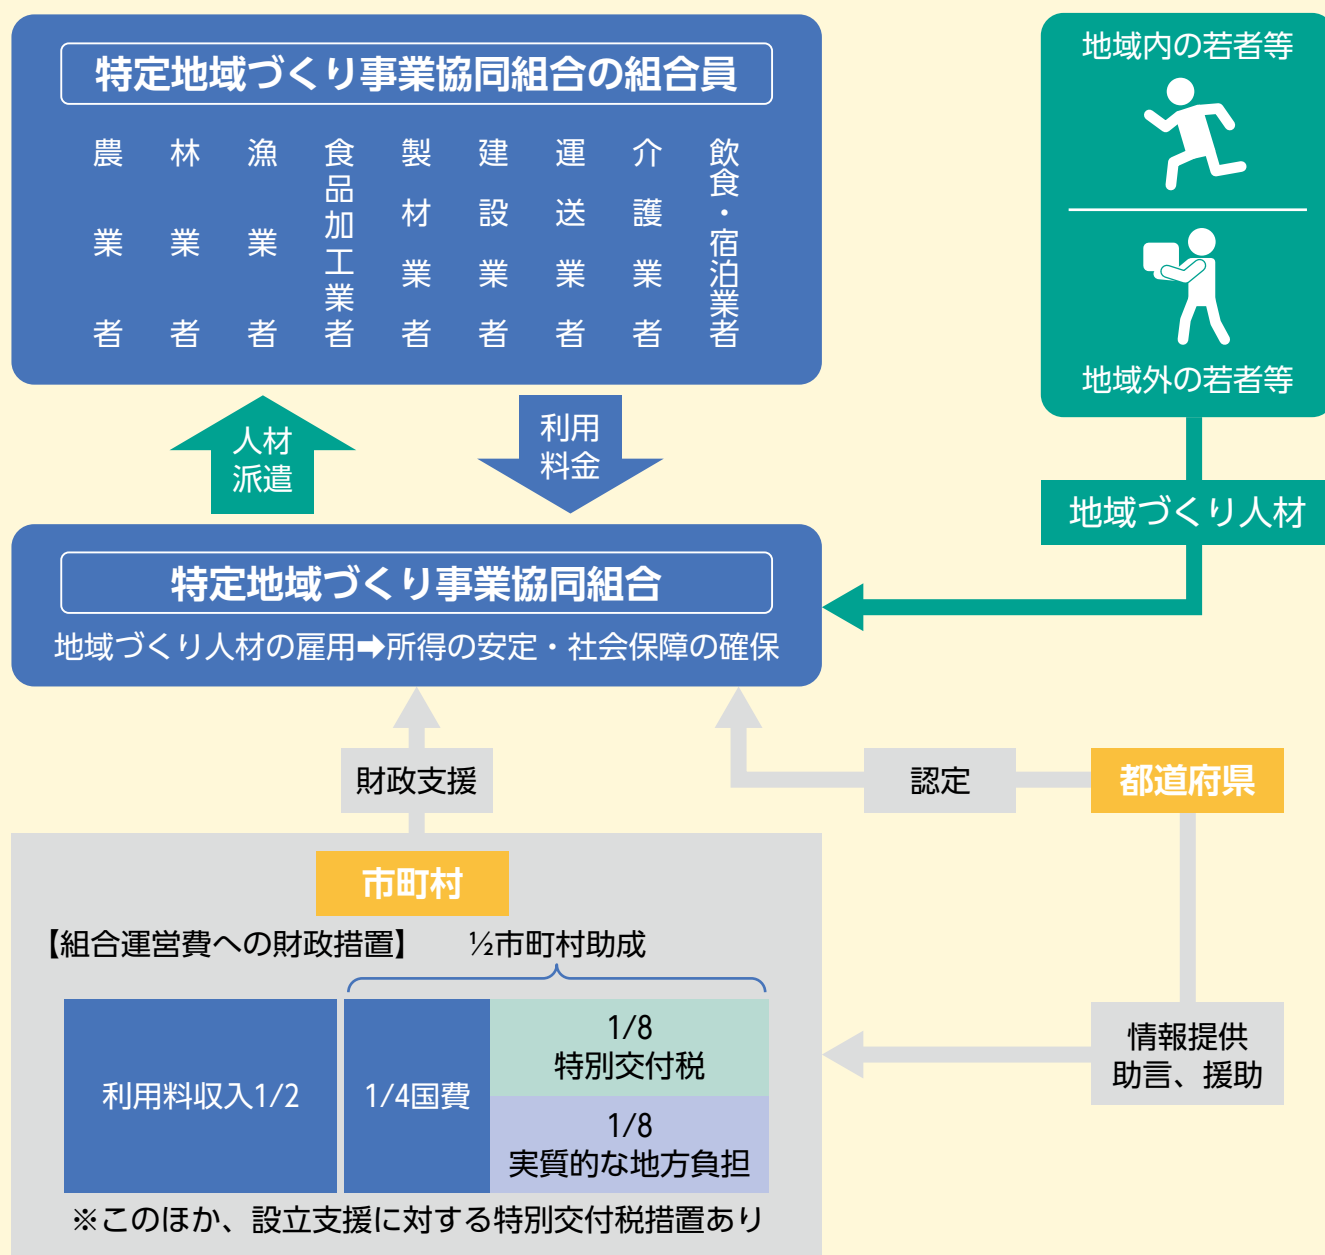 特定地域づくり事業協同組合の組合員
農業者
林業者
漁業者
食品加工業者
製材業者
建設業者
運送業者
介護業者
飲食・宿泊業者
地域内の若者等
地域外の若者等
人材
派遣
利用
料金
地域づくり人材
特定地域づくり事業協同組合
地域づくり人材の雇用➡所得の安定・社会保障の確保
財政支援
認定
都道府県
市町村
【組合運営費への財政措置】
½市町村助成
利用料収入1/2
1/4国費
1/8
特別交付税
1/8
実質的な地方負担
情報提供
助言、援助
※このほか、設立支援に対する特別交付税措置あり